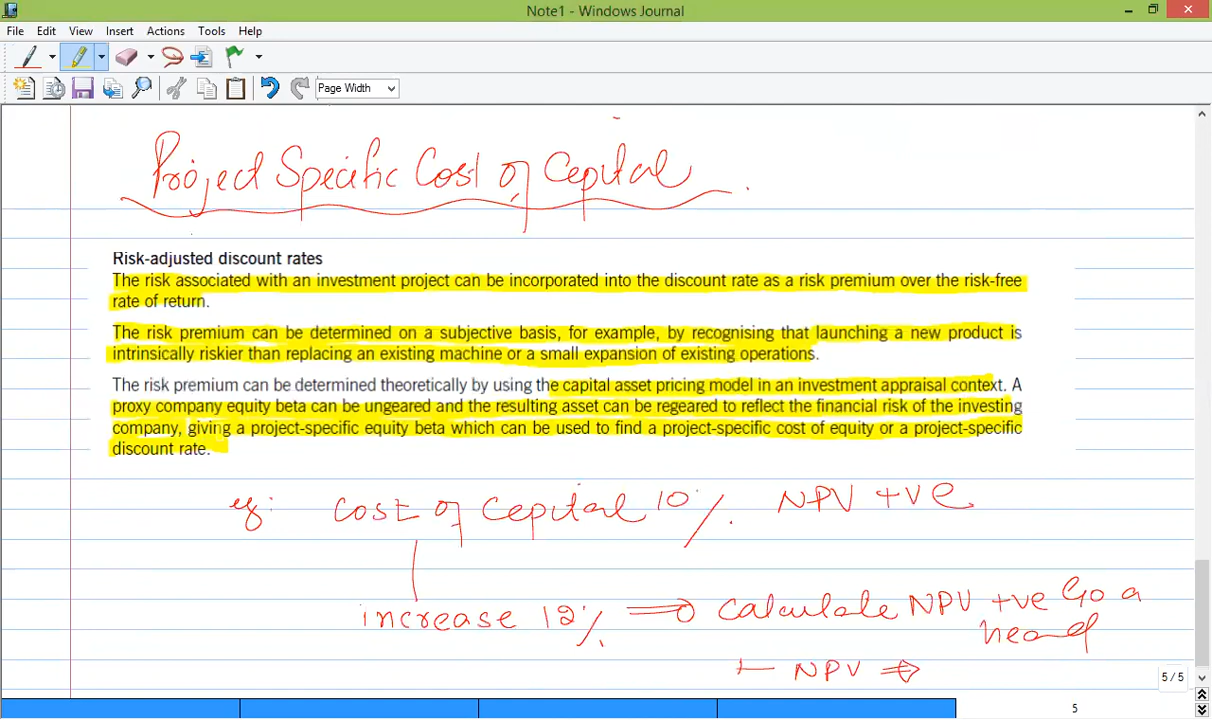 Note1 - Windows Journal
File Edit View Insert Actions Tools Help
Page Width
Project Specific Cost of Capital
Risk-adjusted discount rates
The risk associated with an investment project can be incorporated into the discount rate as a risk premium over the risk-free
rate of return.
The risk premium can be determined on a subjective basis, for example, by recognising that launching a new product is
intrinsically riskier than replacing an existing machine or a small expansion of existing operations.
The risk premium can be determined theoretically by using the capital asset pricing model in an investment appraisal context. A
proxy company equity beta can be ungeared and the resulting asset can be regeared to reflect the financial risk of the investing
company, giving a project-specific equity beta which can be used to find a project-specific cost of equity or a project-specific
discount rate.
eg: Cost of Capital 10%. NPV +ve
increase 12% ⇒ Calculate NPV +ve Go a
head
NPV ⇒
5 / 5
5